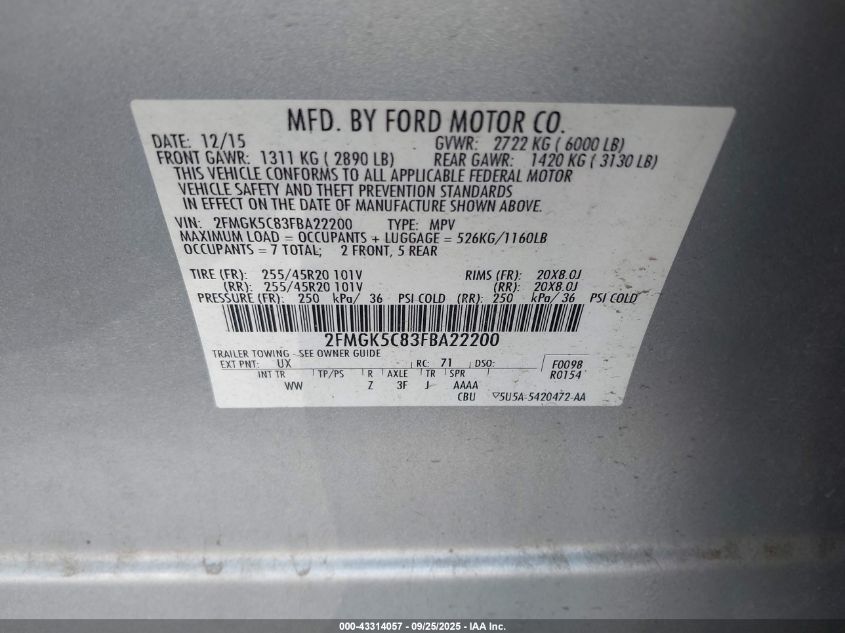 MFD. BY FORD MOTOR CO.
DATE: 12/15 GVWR: 2722 KG ( 6000 LB)
FRONT GAWR: 1311 KG ( 2890 LB) REAR GAWR: 1420 KG ( 3130 LB)
THIS VEHICLE CONFORMS TO ALL APPLICABLE FEDERAL MOTOR
VEHICLE SAFETY AND THEFT PREVENTION STANDARDS
IN EFFECT ON THE DATE OF MANUFACTURE SHOWN ABOVE.
VIN: 2FMGK5C83FBA22200 TYPE: MPV
MAXIMUM LOAD = OCCUPANTS + LUGGAGE = 526KG/1160LB
OCCUPANTS = 7 TOTAL; 2 FRONT, 5 REAR
TIRE (FR): 255/45R20 101V RIMS (FR): 20X8.0J
(RR): 255/45R20 101V (RR): 20X8.0J
PRESSURE (FR): 250 kPa/ 36 PSI COLD (RR): 250 kPa/ 36 PSI COLD
2FMGK5C83FBA22200
TRAILER TOWING - SEE OWNER GUIDE
EXT PNT: UX RC: 71 DSO: F0098
R0154
INT TR TP/PS R AXLE TR SPR
WW Z 3F J AAAA
CBU 5U5A-5420472-AA
000-43314057 - 09/25/2025 - IAA Inc.